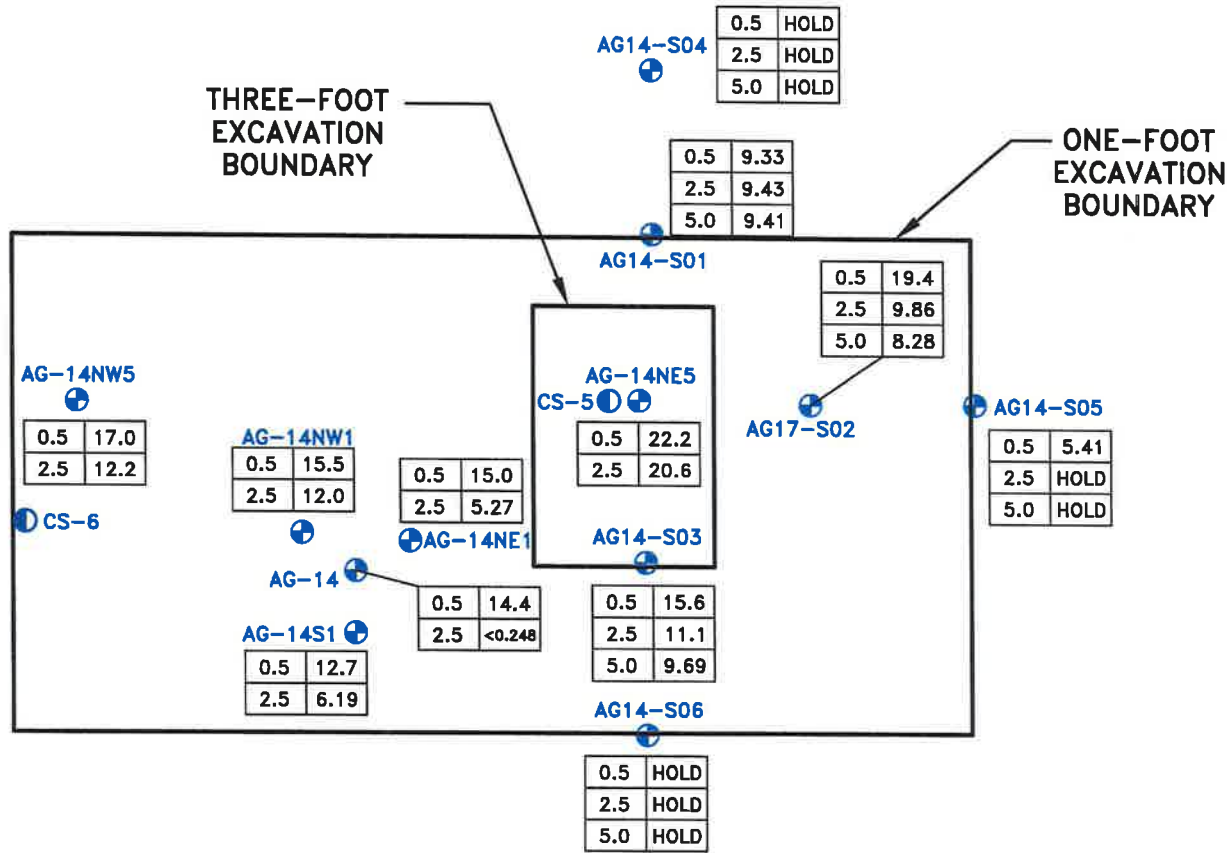 AG14-S04
0.5 HOLD
2.5 HOLD
5.0 HOLD
THREE-FOOT
EXCAVATION
BOUNDARY
ONE-FOOT
EXCAVATION
BOUNDARY
0.5 9.33
2.5 9.43
5.0 9.41
AG14-S01
0.5 19.4
2.5 9.86
5.0 8.28
AG17-S02
AG-14NW5
0.5 17.0
2.5 12.2
CS-6
AG-14NW1
0.5 15.5
2.5 12.0
0.5 15.0
2.5 5.27
AG-14NE1
AG-14NE5
CS-5
0.5 22.2
2.5 20.6
AG14-S05
0.5 5.41
2.5 HOLD
5.0 HOLD
AG14-S03
0.5 15.6
2.5 11.1
5.0 9.69
AG-14
0.5 14.4
2.5 <0.248
AG-14S1
0.5 12.7
2.5 6.19
AG14-S06
0.5 HOLD
2.5 HOLD
5.0 HOLD